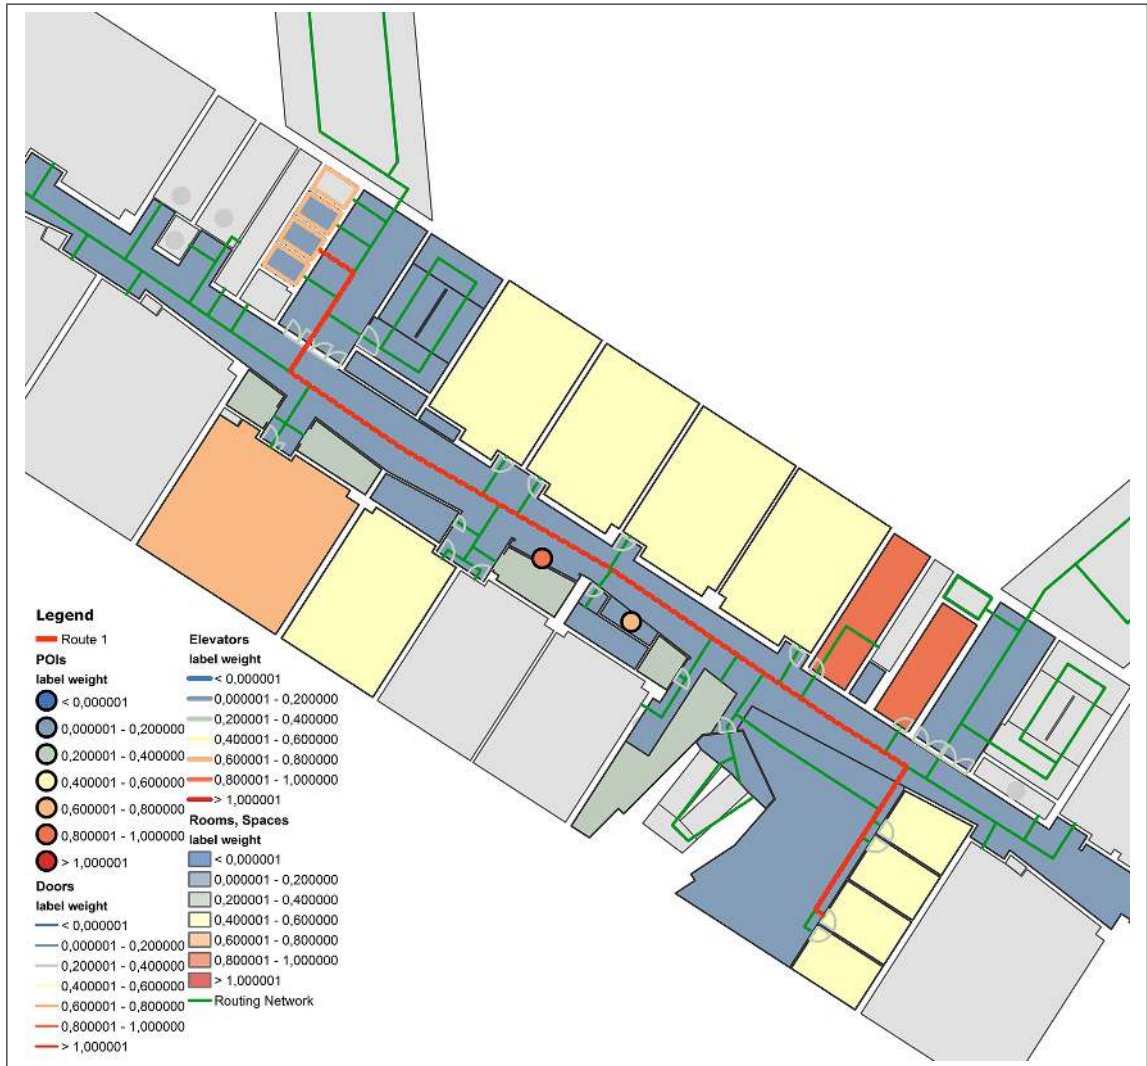 Legend
Route 1
POIs
label weight
< 0,000001
0,000001 - 0,200000
0,200001 - 0,400000
0,400001 - 0,600000
0,600001 - 0,800000
0,800001 - 1,000000
> 1,000001
Doors
label weight
< 0,000001
0,000001 - 0,200000
0,200001 - 0,400000
0,400001 - 0,600000
0,600001 - 0,800000
0,800001 - 1,000000
> 1,000001
Elevators
label weight
< 0,000001
0,000001 - 0,200000
0,200001 - 0,400000
0,400001 - 0,600000
0,600001 - 0,800000
0,800001 - 1,000000
> 1,000001
Rooms, Spaces
label weight
< 0,000001
0,000001 - 0,200000
0,200001 - 0,400000
0,400001 - 0,600000
0,600001 - 0,800000
0,800001 - 1,000000
> 1,000001
Routing Network